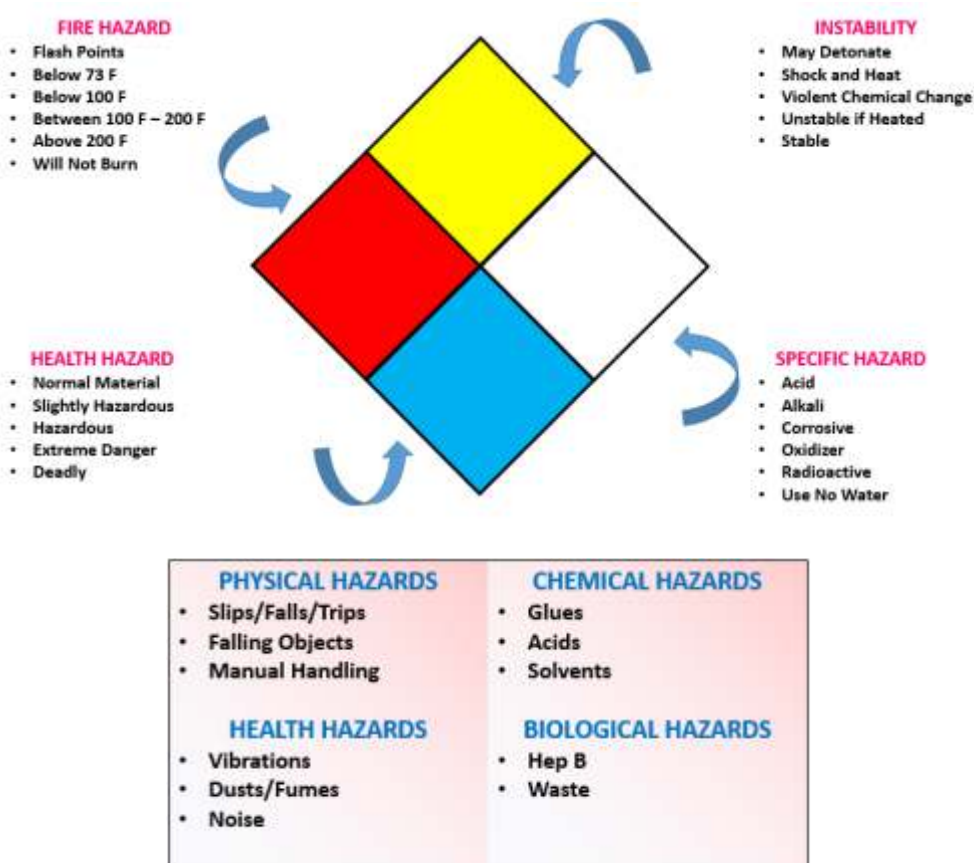 FIRE HAZARD
• Flash Points
• Below 73 F
• Below 100 F
• Between 100 F – 200 F
• Above 200 F
• Will Not Burn
INSTABILITY
• May Detonate
• Shock and Heat
• Violent Chemical Change
• Unstable if Heated
• Stable
HEALTH HAZARD
• Normal Material
• Slightly Hazardous
• Hazardous
• Extreme Danger
• Deadly
SPECIFIC HAZARD
• Acid
• Alkali
• Corrosive
• Oxidizer
• Radioactive
• Use No Water
PHYSICAL HAZARDS
• Slips/Falls/Trips
• Falling Objects
• Manual Handling
CHEMICAL HAZARDS
• Glues
• Acids
• Solvents
HEALTH HAZARDS
• Vibrations
• Dusts/Fumes
• Noise
BIOLOGICAL HAZARDS
• Hep B
• Waste